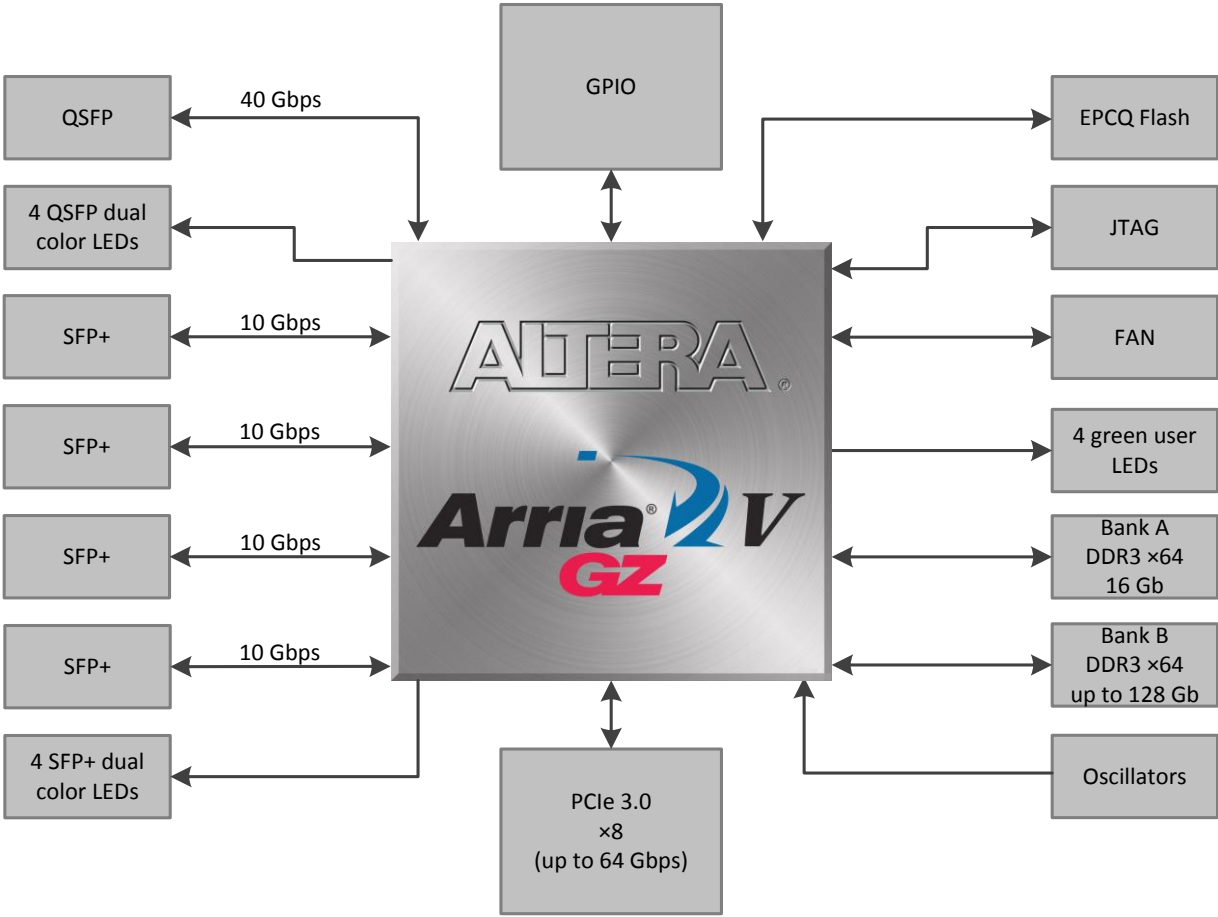 GPIO
QSFP
40 Gbps
EPCQ Flash
4 QSFP dual
color LEDs
JTAG
SFP+
10 Gbps
FAN
ALTERA®
SFP+
10 Gbps
4 green user
LEDs
Arria® V
GZ
SFP+
10 Gbps
Bank A
DDR3 ×64
16 Gb
SFP+
10 Gbps
Bank B
DDR3 ×64
up to 128 Gb
4 SFP+ dual
color LEDs
PCIe 3.0
×8
(up to 64 Gbps)
Oscillators